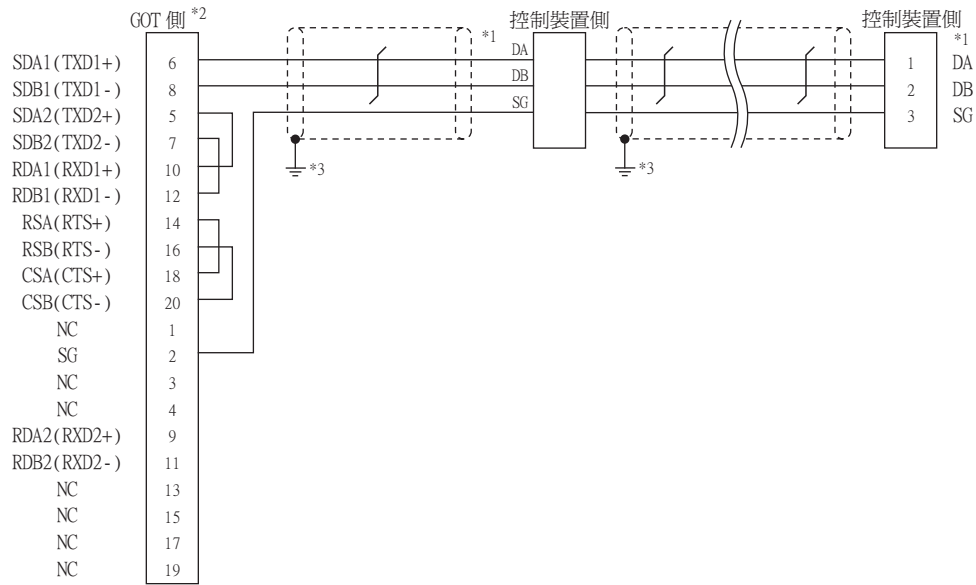 GOT 側 *2
控制裝置側
控制裝置側
*1
*1
SDA1(TXD1+) 6 DA 1 DA
SDB1(TXD1-) 8 DB 2 DB
SDA2(TXD2+) 5 SG 3 SG
SDB2(TXD2-) 7
RDA1(RXD1+) 10 *3 *3
RDB1(RXD1-) 12
RSA(RTS+) 14
RSB(RTS-) 16
CSA(CTS+) 18
CSB(CTS-) 20
NC 1
SG 2
NC 3
NC 4
RDA2(RXD2+) 9
RDB2(RXD2-) 11
NC 13
NC 15
NC 17
NC 19